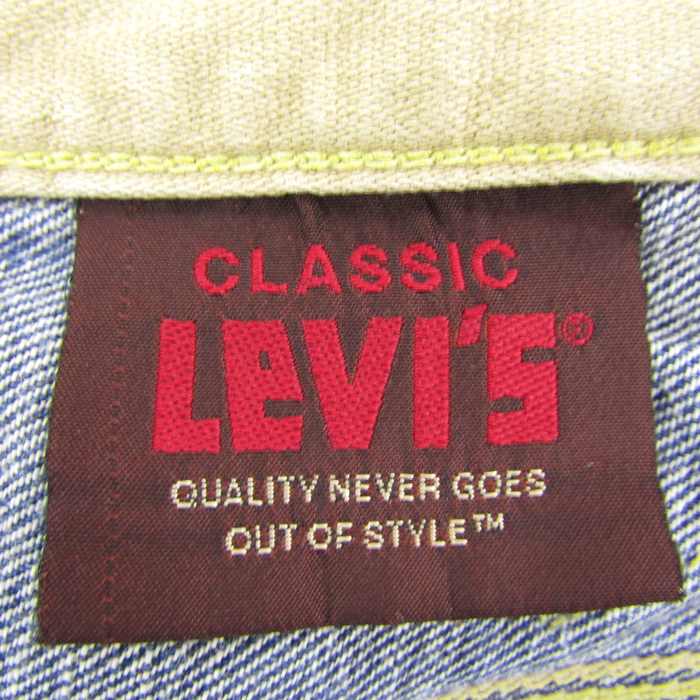 CLASSIC
LEVI'S®
QUALITY NEVER GOES
OUT OF STYLE™